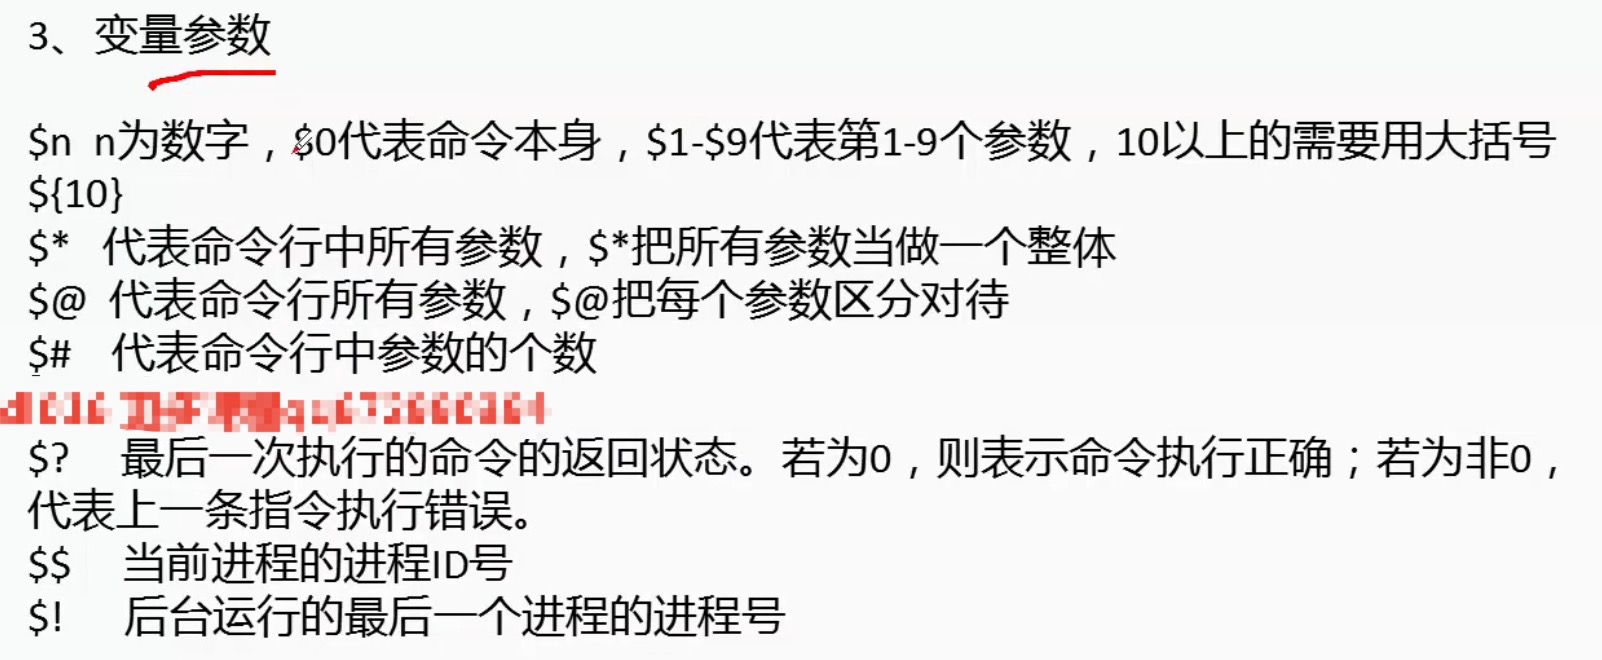 3、变量参数
$n n为数字，$0代表命令本身，$1-$9代表第1-9个参数，10以上的需要用大括号
${10}
$* 代表命令行中所有参数，$*把所有参数当做一个整体
$@ 代表命令行所有参数，$@把每个参数区分对待
$# 代表命令行中参数的个数
$? 最后一次执行的命令的返回状态。若为0，则表示命令执行正确；若为非0，
代表上一条指令执行错误。
$$ 当前进程的进程ID号
$! 后台运行的最后一个进程的进程号